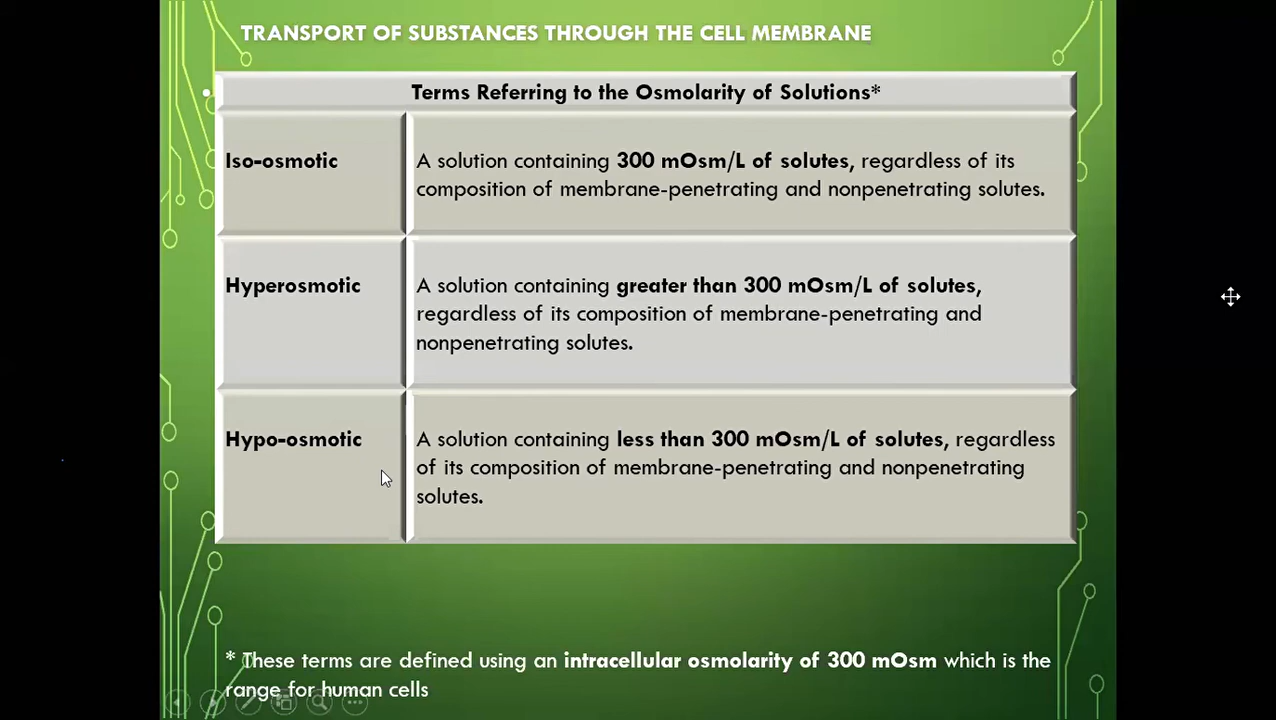 TRANSPORT OF SUBSTANCES THROUGH THE CELL MEMBRANE
Terms Referring to the Osmolarity of Solutions*
Iso-osmotic
A solution containing 300 mOsm/L of solutes, regardless of its
composition of membrane-penetrating and nonpenetrating solutes.
Hyperosmotic
A solution containing greater than 300 mOsm/L of solutes,
regardless of its composition of membrane-penetrating and
nonpenetrating solutes.
Hypo-osmotic
A solution containing less than 300 mOsm/L of solutes, regardless
of its composition of membrane-penetrating and nonpenetrating
solutes.
* These terms are defined using an intracellular osmolarity of 300 mOsm which is the
range for human cells